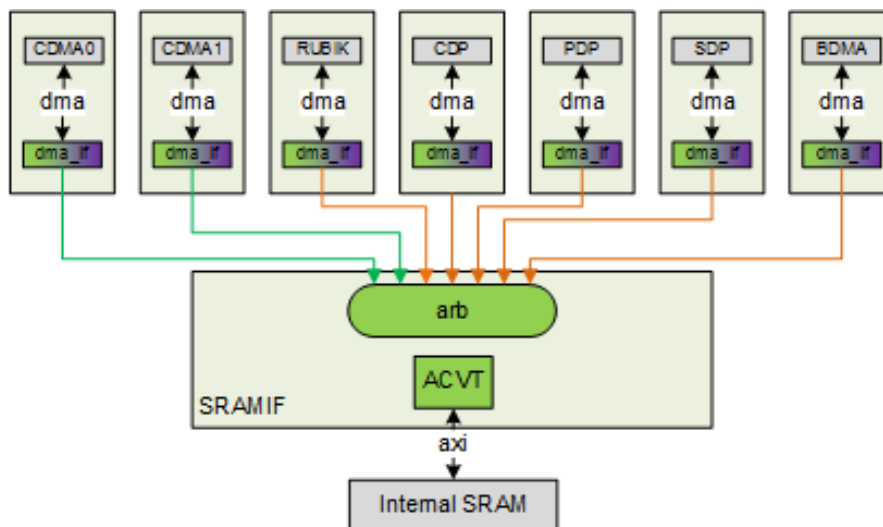 CDMA0 CDMA1 RUBIK CDP PDP SDP BDMA
dma dma dma dma dma dma dma
dma_if dma_if dma_if dma_if dma_if dma_if dma_if
arb
ACVT
SRAMIF
axi
Internal SRAM